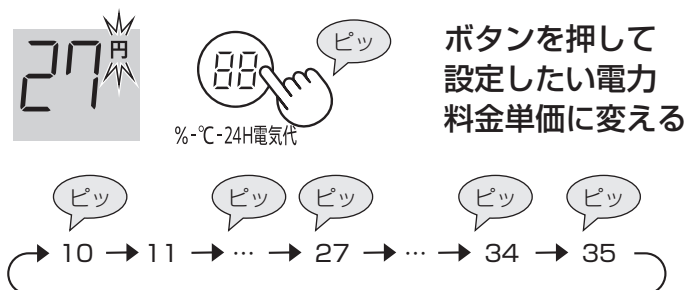 27円
88
ピッ
%-℃-24H電気代
ボタンを押して
設定したい電力
料金単価に変える
ピッ ピッ ピッ ピッ ピッ
10 → 11 → … → 27 → … → 34 → 35